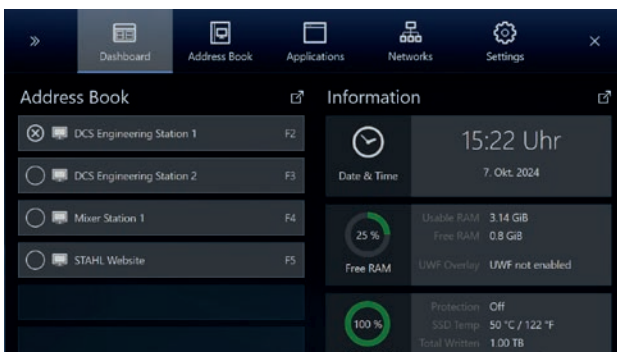 Dashboard
Address Book
Applications
Networks
Settings
Address Book
DCS Engineering Station 1 F2
DCS Engineering Station 2 F3
Mixer Station 1 F4
STAHL Website F5
Information
Date & Time
15:22 Uhr
7. Okt. 2024
25 %
Free RAM
Usable RAM 3.14 GiB
Free RAM 0.8 GiB
UWF Overlay UWF not enabled
100 %
Protection Off
SSD Temp 50 °C / 122 °F
Total Written 1.00 TB